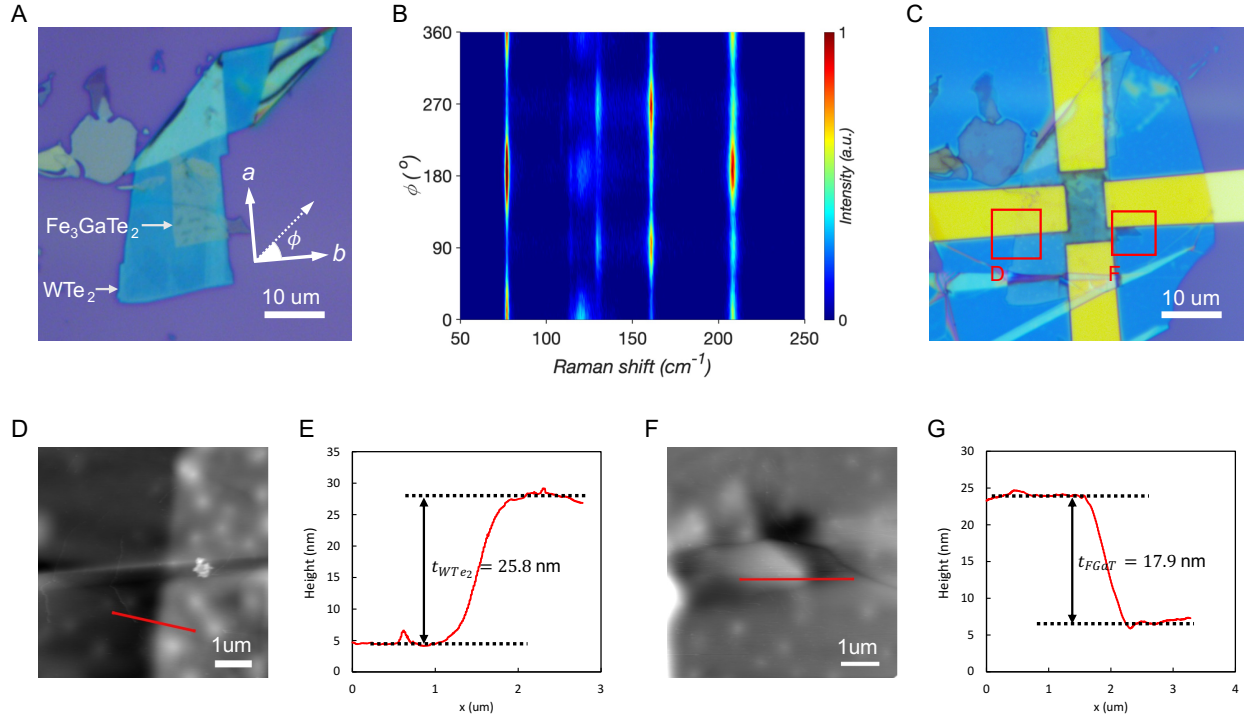 A
a
Fe₃GaTe₂
ϕ
b
WTe₂
10 um
B
360
270
180
90
0
ϕ (°)
50
100
150
200
250
Raman shift (cm⁻¹)
1
0
Intensity (a.u.)
C
D
F
10 um
D
1um
E
35
30
25
20
15
10
5
0
Height (nm)
t_WTe₂ = 25.8 nm
0
1
2
3
x (um)
F
1um
G
30
25
20
15
10
5
0
Height (nm)
t_FGaT = 17.9 nm
0
1
2
3
4
x (um)